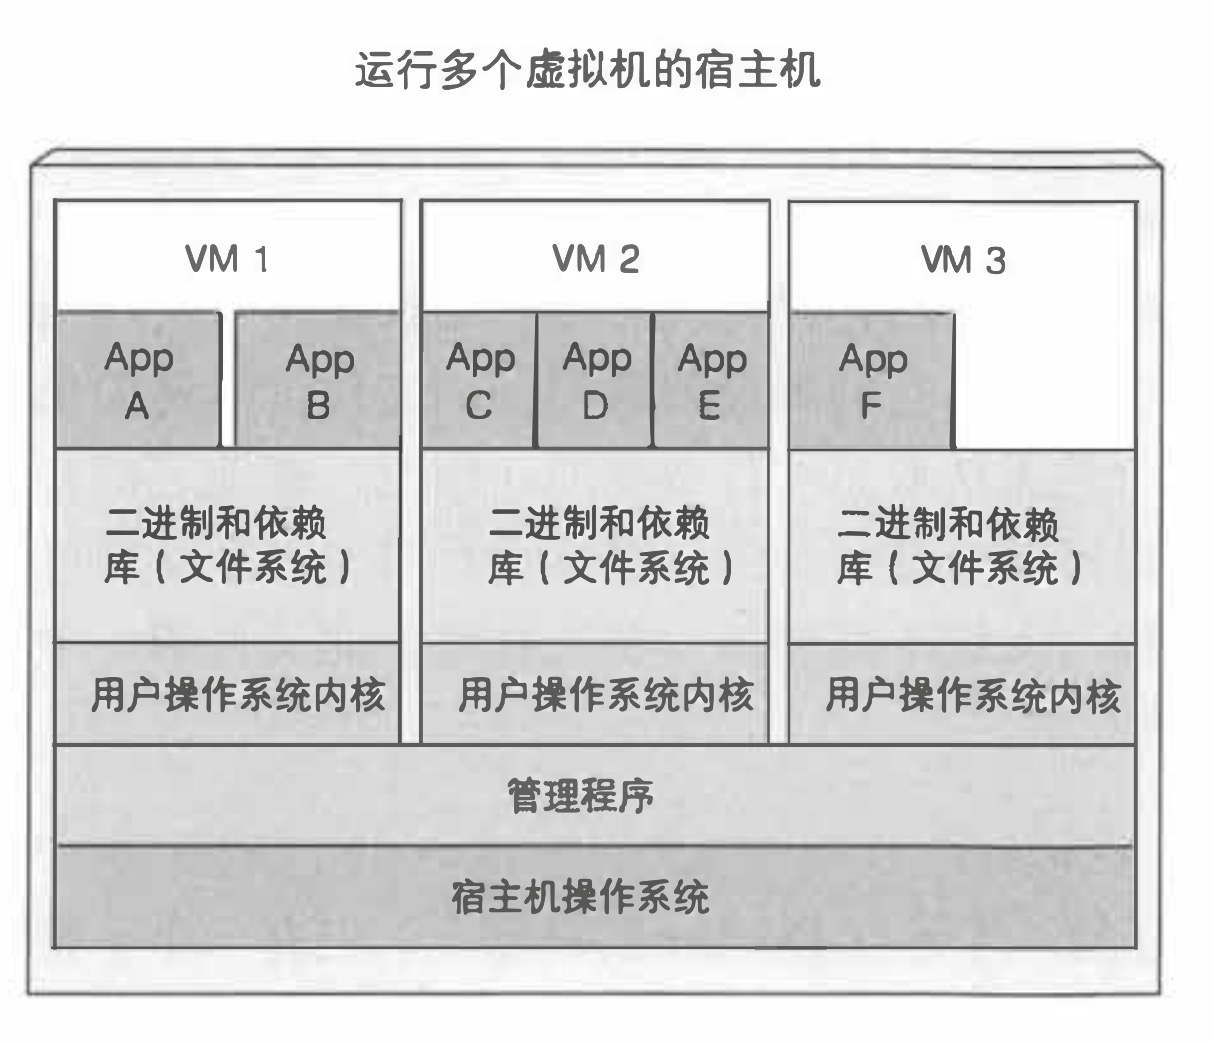 运行多个虚拟机的宿主机
VM 1
App
A
App
B
二进制和依赖
库（文件系统）
用户操作系统内核
VM 2
App
C
App
D
App
E
二进制和依赖
库（文件系统）
用户操作系统内核
VM 3
App
F
二进制和依赖
库（文件系统）
用户操作系统内核
管理程序
宿主机操作系统